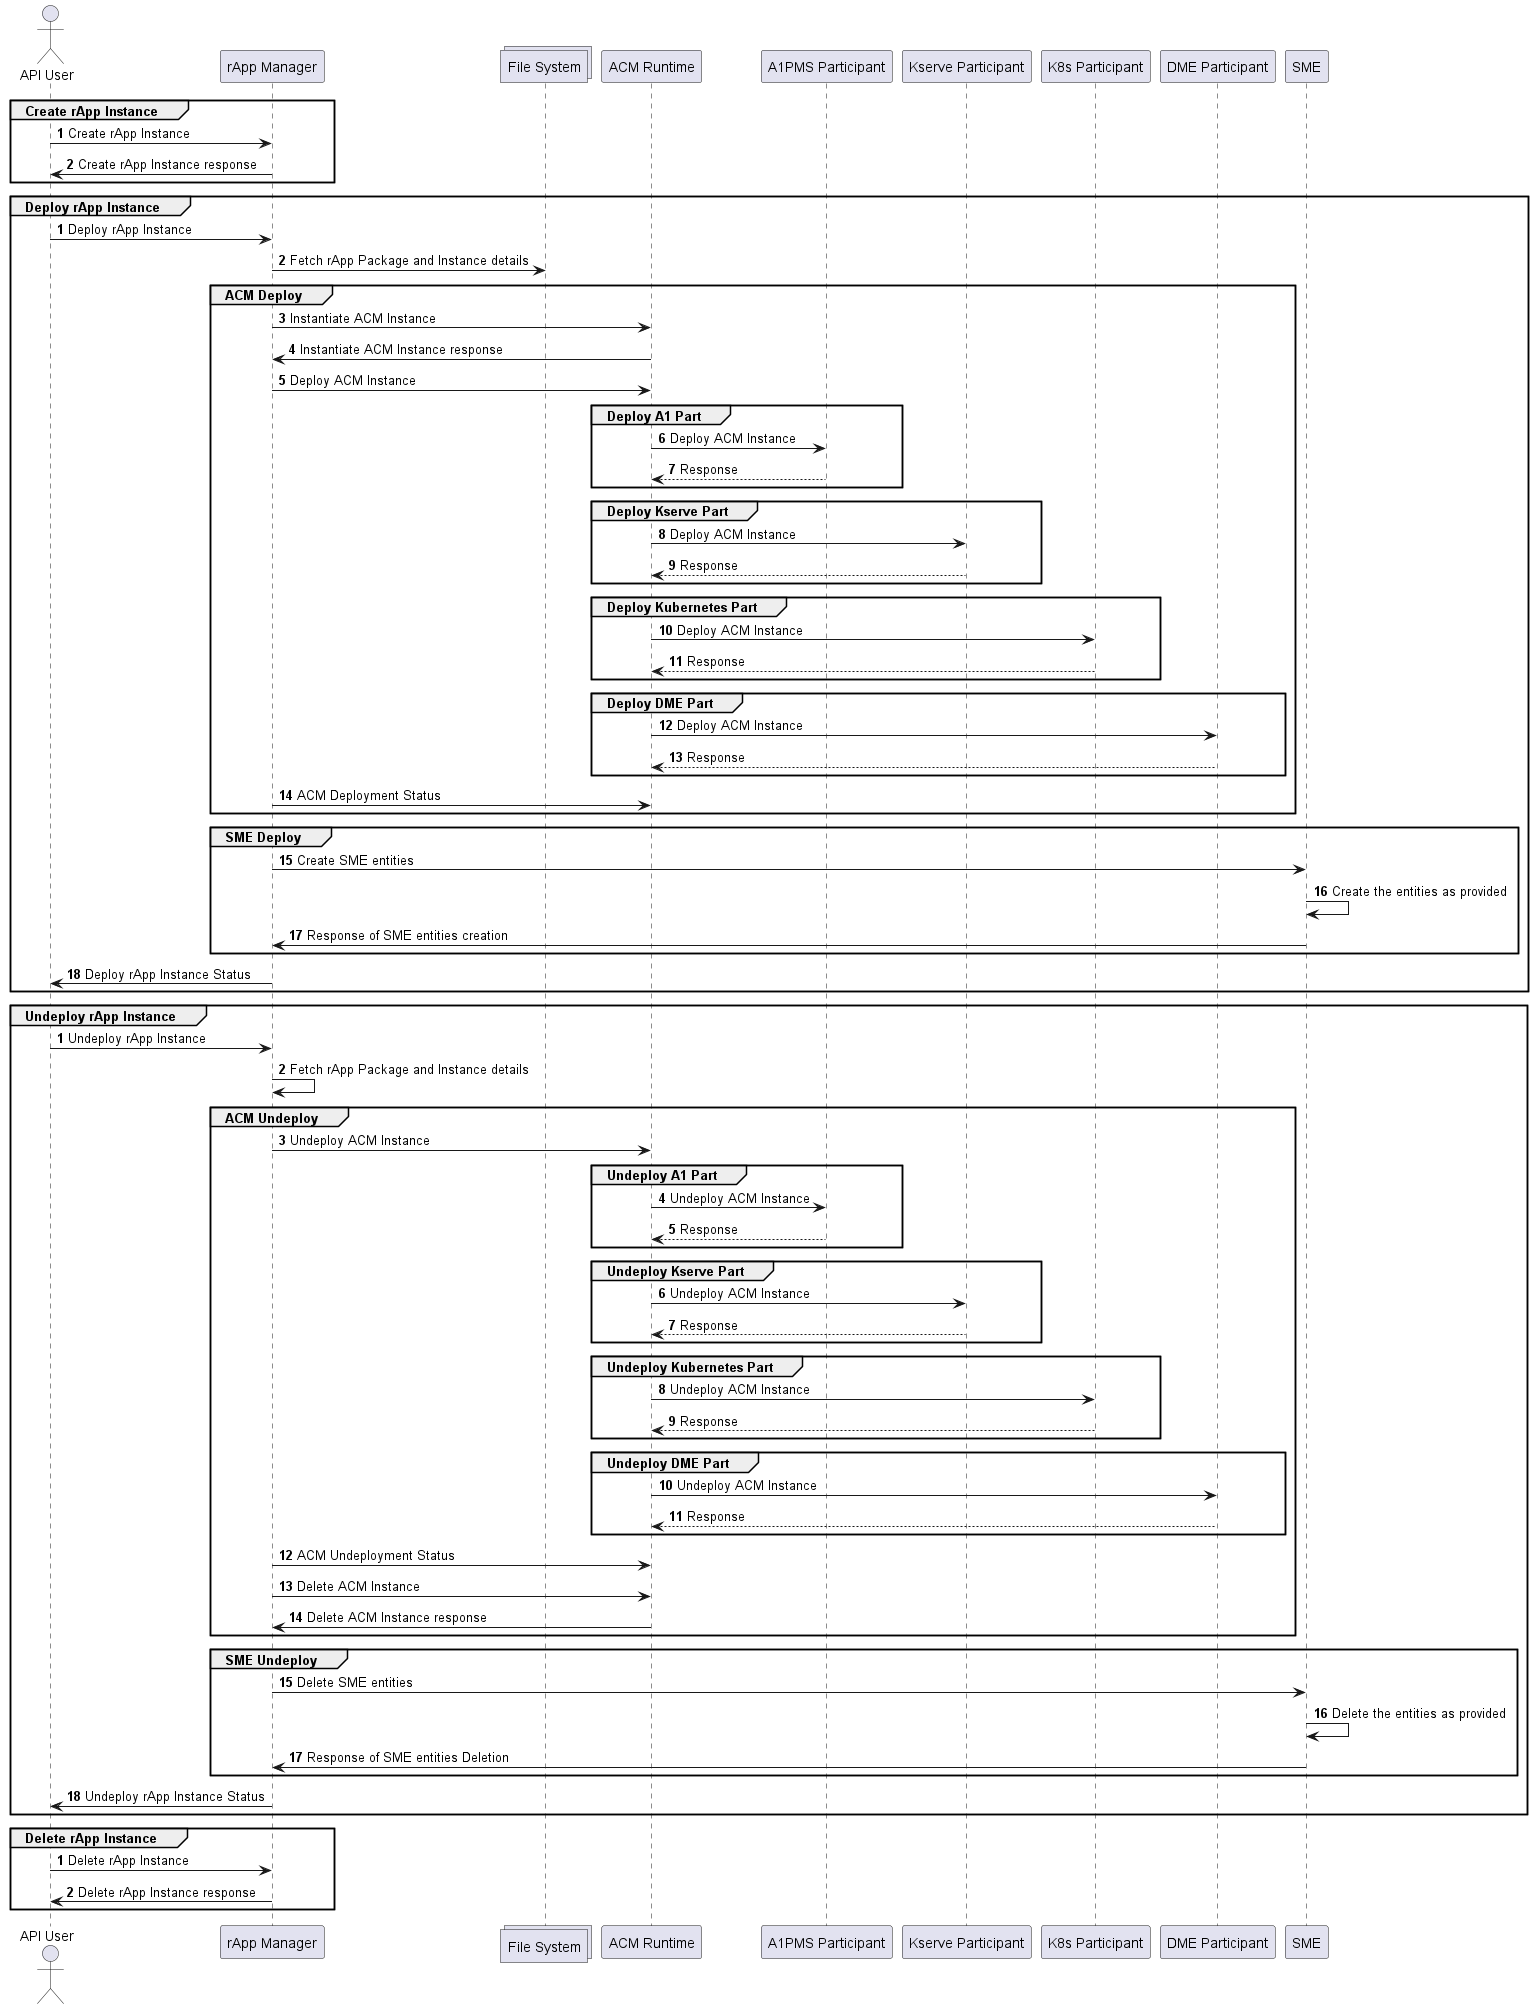 API User
rApp Manager
File System
ACM Runtime
A1PMS Participant
Kserve Participant
K8s Participant
DME Participant
SME
Create rApp Instance
1 Create rApp Instance
2 Create rApp Instance response
Deploy rApp Instance
1 Deploy rApp Instance
2 Fetch rApp Package and Instance details
ACM Deploy
3 Instantiate ACM Instance
4 Instantiate ACM Instance response
5 Deploy ACM Instance
Deploy A1 Part
6 Deploy ACM Instance
7 Response
Deploy Kserve Part
8 Deploy ACM Instance
9 Response
Deploy Kubernetes Part
10 Deploy ACM Instance
11 Response
Deploy DME Part
12 Deploy ACM Instance
13 Response
14 ACM Deployment Status
SME Deploy
15 Create SME entities
16 Create the entities as provided
17 Response of SME entities creation
18 Deploy rApp Instance Status
Undeploy rApp Instance
1 Undeploy rApp Instance
2 Fetch rApp Package and Instance details
ACM Undeploy
3 Undeploy ACM Instance
Undeploy A1 Part
4 Undeploy ACM Instance
5 Response
Undeploy Kserve Part
6 Undeploy ACM Instance
7 Response
Undeploy Kubernetes Part
8 Undeploy ACM Instance
9 Response
Undeploy DME Part
10 Undeploy ACM Instance
11 Response
12 ACM Undeployment Status
13 Delete ACM Instance
14 Delete ACM Instance response
SME Undeploy
15 Delete SME entities
16 Delete the entities as provided
17 Response of SME entities Deletion
18 Undeploy rApp Instance Status
Delete rApp Instance
1 Delete rApp Instance
2 Delete rApp Instance response
API User
rApp Manager
File System
ACM Runtime
A1PMS Participant
Kserve Participant
K8s Participant
DME Participant
SME